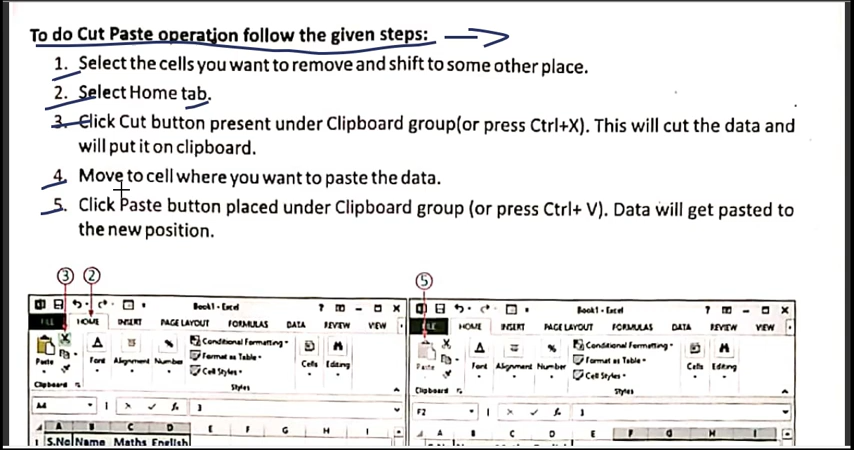 To do Cut Paste operation follow the given steps:
1. Select the cells you want to remove and shift to some other place.
2. Select Home tab.
3. Click Cut button present under Clipboard group(or press Ctrl+X). This will cut the data and
will put it on clipboard.
4. Move to cell where you want to paste the data.
5. Click Paste button placed under Clipboard group (or press Ctrl+ V). Data will get pasted to
the new position.
3 2
Book1 - Excel
FILE HOME INSERT PAGE LAYOUT FORMULAS DATA REVIEW VIEW
Paste Font Alignment Number
Conditional Formatting
Format as Table
Cell Styles
Cells Editing
Clipboard Styles
A4 3
A B C D E F G H I
1 S.No Name Maths English
5
Book1 - Excel
FILE HOME INSERT PAGE LAYOUT FORMULAS DATA REVIEW VIEW
Paste Font Alignment Number
Conditional Formatting
Format as Table
Cell Styles
Cells Editing
Clipboard Styles
F2 3
A B C D E F G H I